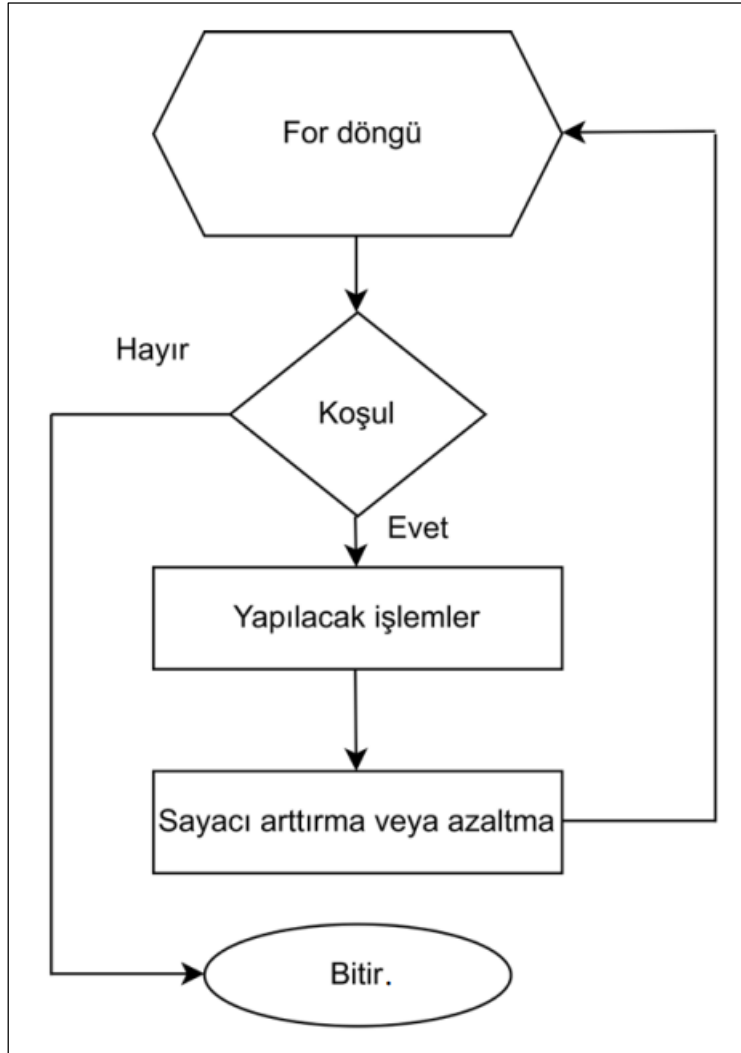 For döngü
Hayır
Koşul
Evet
Yapılacak işlemler
Sayacı arttırma veya azaltma
Bitir.